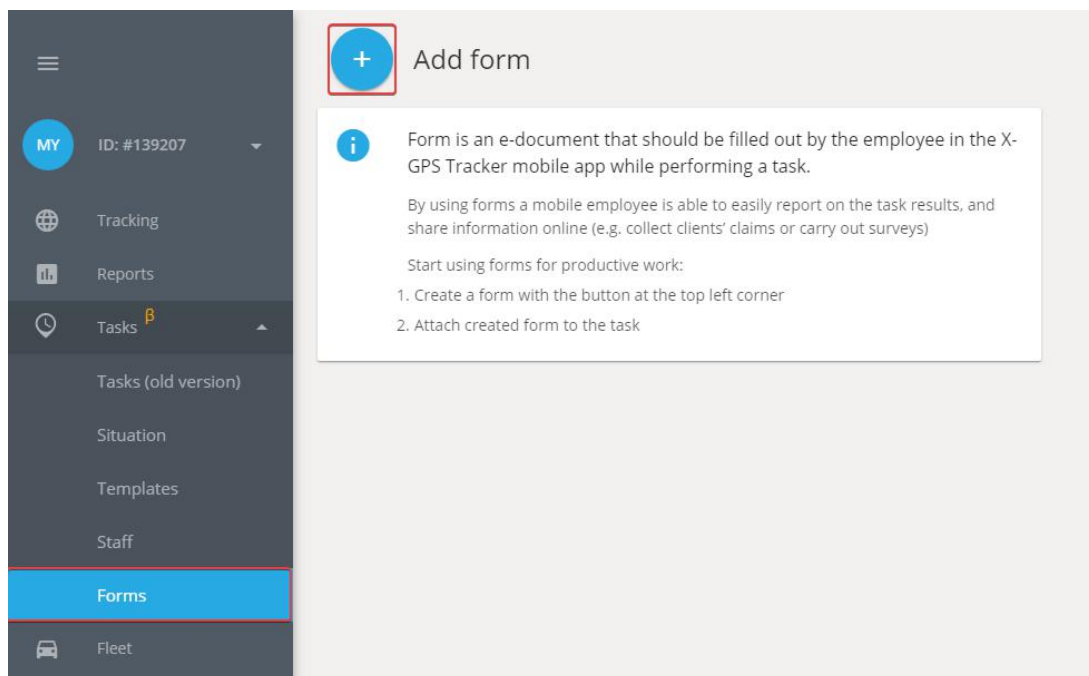 MY
ID: #139207
Tracking
Reports
Tasks β
Tasks (old version)
Situation
Templates
Staff
Forms
Fleet
+
Add form
i
Form is an e-document that should be filled out by the employee in the X-
GPS Tracker mobile app while performing a task.
By using forms a mobile employee is able to easily report on the task results, and
share information online (e.g. collect clients’ claims or carry out surveys)
Start using forms for productive work:
1. Create a form with the button at the top left corner
2. Attach created form to the task